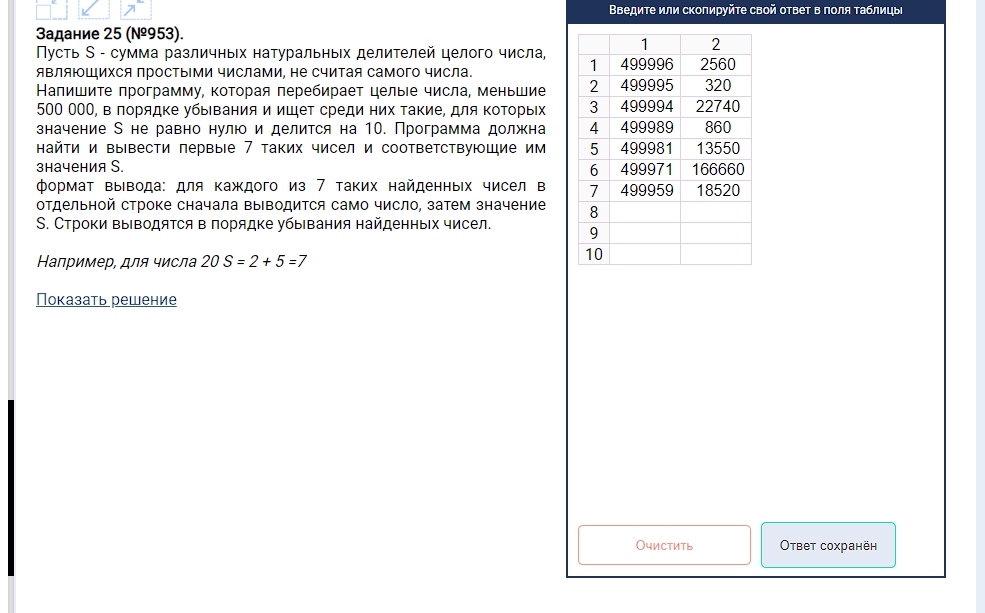 Введите или скопируйте свой ответ в поля таблицы
Задание 25 (№953).
Пусть S - сумма различных натуральных делителей целого числа,
являющихся простыми числами, не считая самого числа.
Напишите программу, которая перебирает целые числа, меньшие
500 000, в порядке убывания и ищет среди них такие, для которых
значение S не равно нулю и делится на 10. Программа должна
найти и вывести первые 7 таких чисел и соответствующие им
значения S.
формат вывода: для каждого из 7 таких найденных чисел в
отдельной строке сначала выводится само число, затем значение
S. Строки выводятся в порядке убывания найденных чисел.
Например, для числа 20 S = 2 + 5 =7
Показать решение
1 2
1 499996 2560
2 499995 320
3 499994 22740
4 499989 860
5 499981 13550
6 499971 166660
7 499959 18520
8
9
10
Очистить
Ответ сохранён